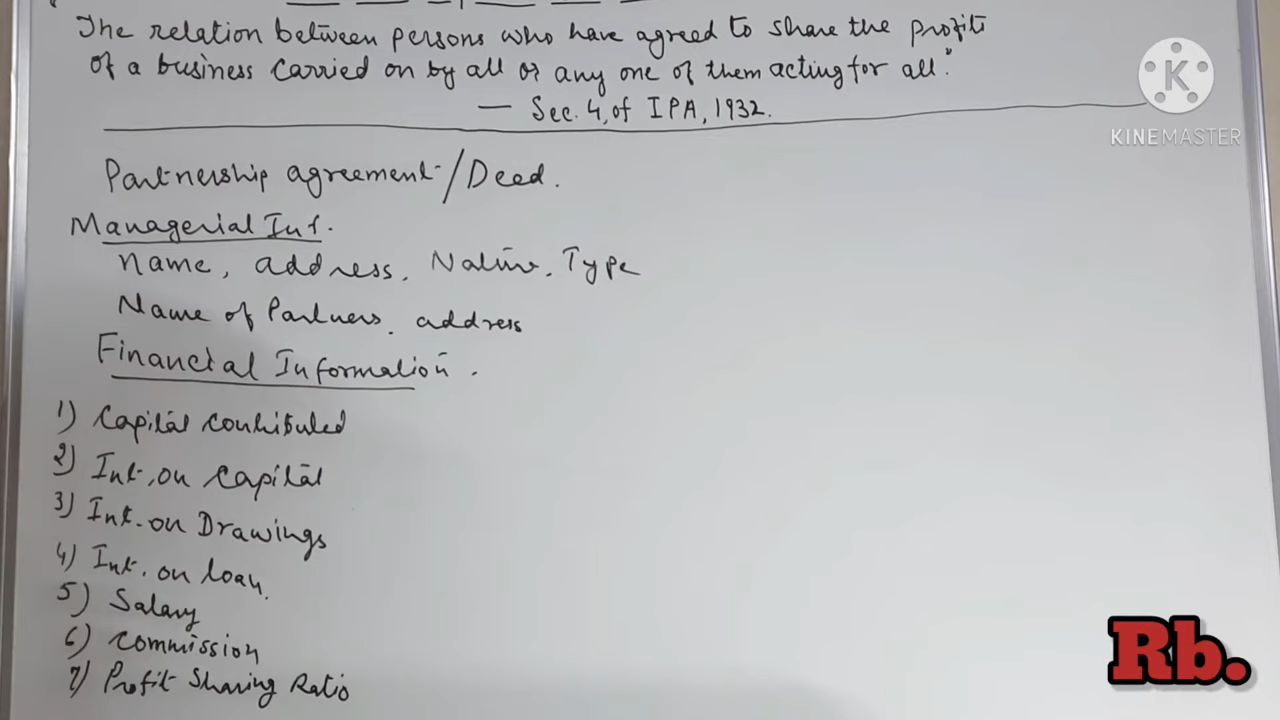 The relation between persons who have agreed to share the profits
of a business carried on by all or any one of them acting for all"
— Sec. 4, of IPA, 1932.
KINEMASTER
Partnership agreement/Deed.
Managerial Inf.
Name, address, Native, Type
Name of Partners, address
Financial Information.
1) Capital contributed
2) Int. on Capital
3) Int. on Drawings
4) Int. on loan.
5) Salary
6) Commission
7) Profit Sharing Ratio
Rb.